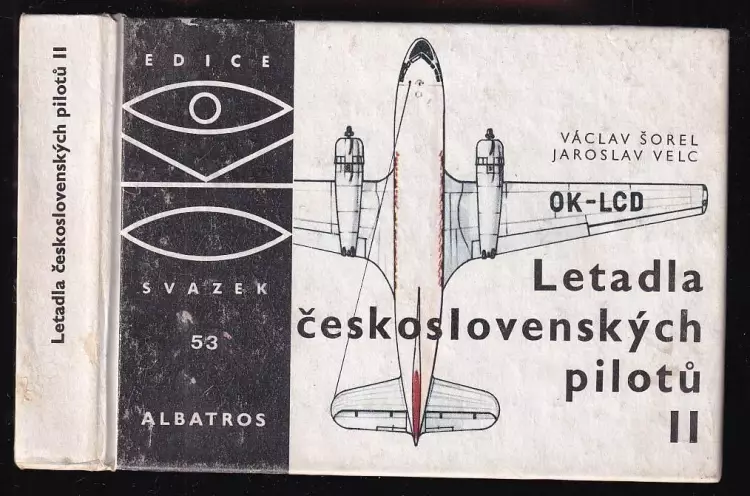 Letadla československých pilotů II
EDICE
SVAZEK
53
ALBATROS
VÁCLAV ŠOREL
JAROSLAV VELC
OK-LCD
Letadla
československých
pilotů
II